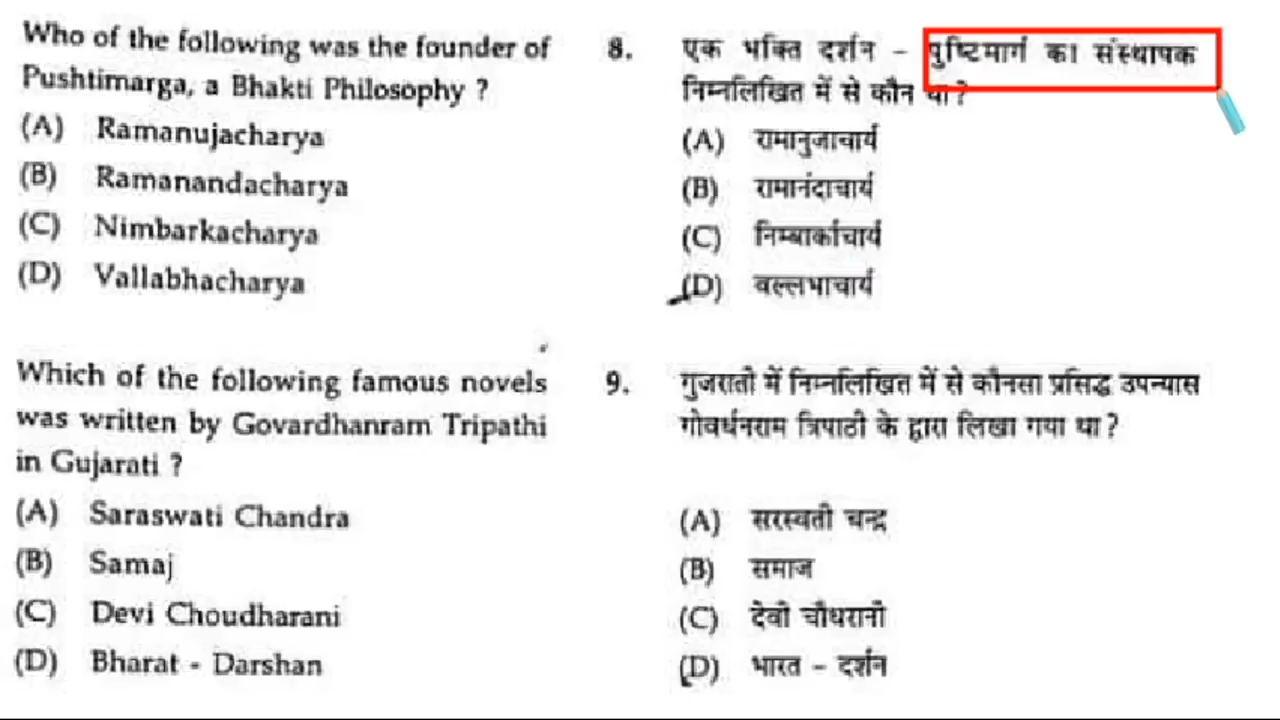 Who of the following was the founder of
Pushtimarga, a Bhakti Philosophy ?
(A) Ramanujacharya
(B) Ramanandacharya
(C) Nimbarkacharya
(D) Vallabhacharya
8. एक भक्ति दर्शन - पुष्टिमार्ग का संस्थापक
निम्नलिखित में से कौन था?
(A) रामानुजाचार्य
(B) रामानंदाचार्य
(C) निम्बार्काचार्य
(D) वल्लभाचार्य
Which of the following famous novels
was written by Govardhanram Tripathi
in Gujarati ?
(A) Saraswati Chandra
(B) Samaj
(C) Devi Choudharani
(D) Bharat - Darshan
9. गुजराती में निम्नलिखित में से कौनसा प्रसिद्ध उपन्यास
गोवर्धनराम त्रिपाठी के द्वारा लिखा गया था?
(A) सरस्वती चन्द्र
(B) समाज
(C) देवी चौधरानी
(D) भारत - दर्शन